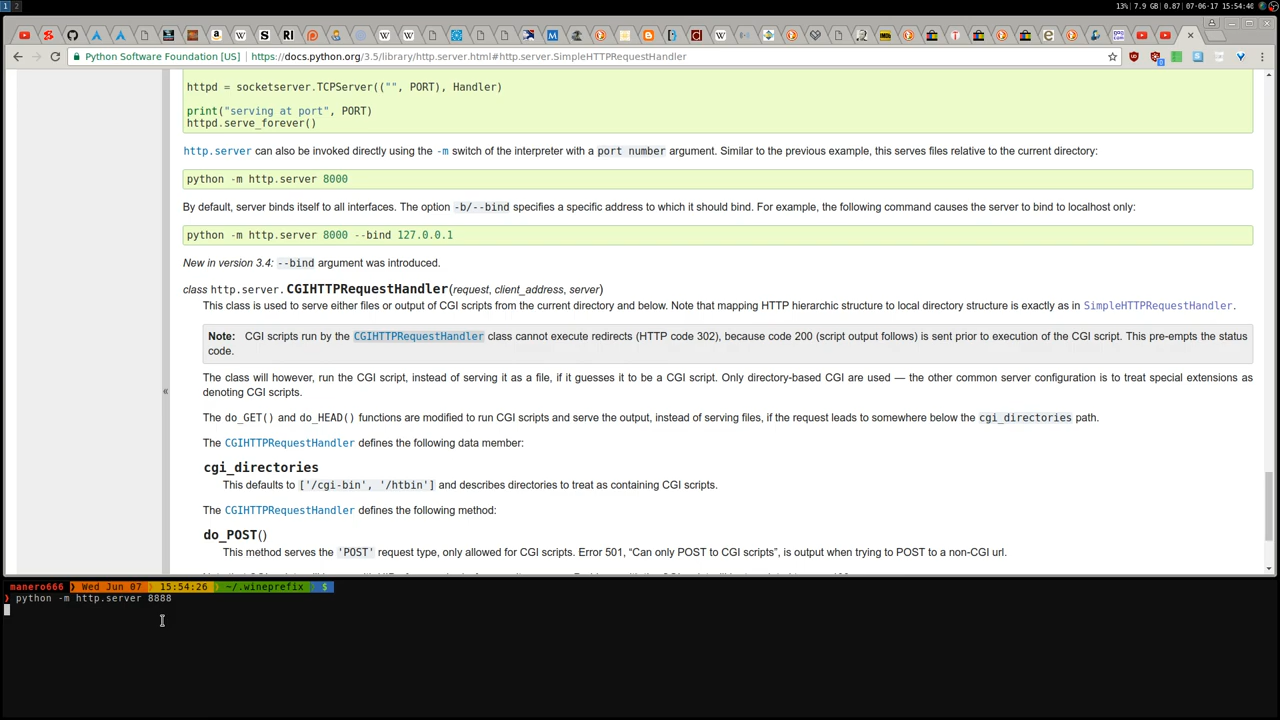 1 2
13% | 7.9 GB | 0.87 | 07-06-17 15:54:40
Python Software Foundation [US] https://docs.python.org/3.5/library/http.server.html#http.server.SimpleHTTPRequestHandler
httpd = socketserver.TCPServer(("", PORT), Handler)
print("serving at port", PORT)
httpd.serve_forever()
http.server can also be invoked directly using the -m switch of the interpreter with a port number argument. Similar to the previous example, this serves files relative to the current directory:
python -m http.server 8000
By default, server binds itself to all interfaces. The option -b/--bind specifies a specific address to which it should bind. For example, the following command causes the server to bind to localhost only:
python -m http.server 8000 --bind 127.0.0.1
New in version 3.4: --bind argument was introduced.
class http.server.CGIHTTPRequestHandler(request, client_address, server)
This class is used to serve either files or output of CGI scripts from the current directory and below. Note that mapping HTTP hierarchic structure to local directory structure is exactly as in SimpleHTTPRequestHandler.
Note: CGI scripts run by the CGIHTTPRequestHandler class cannot execute redirects (HTTP code 302), because code 200 (script output follows) is sent prior to execution of the CGI script. This pre-empts the status
code.
The class will however, run the CGI script, instead of serving it as a file, if it guesses it to be a CGI script. Only directory-based CGI are used — the other common server configuration is to treat special extensions as
denoting CGI scripts.
The do_GET() and do_HEAD() functions are modified to run CGI scripts and serve the output, instead of serving files, if the request leads to somewhere below the cgi_directories path.
The CGIHTTPRequestHandler defines the following data member:
cgi_directories
This defaults to ['/cgi-bin', '/htbin'] and describes directories to treat as containing CGI scripts.
The CGIHTTPRequestHandler defines the following method:
do_POST()
This method serves the 'POST' request type, only allowed for CGI scripts. Error 501, “Can only POST to CGI scripts”, is output when trying to POST to a non-CGI url.
manero666 Wed Jun 07 15:54:26 ~/.wineprefix $
❯ python -m http.server 8888